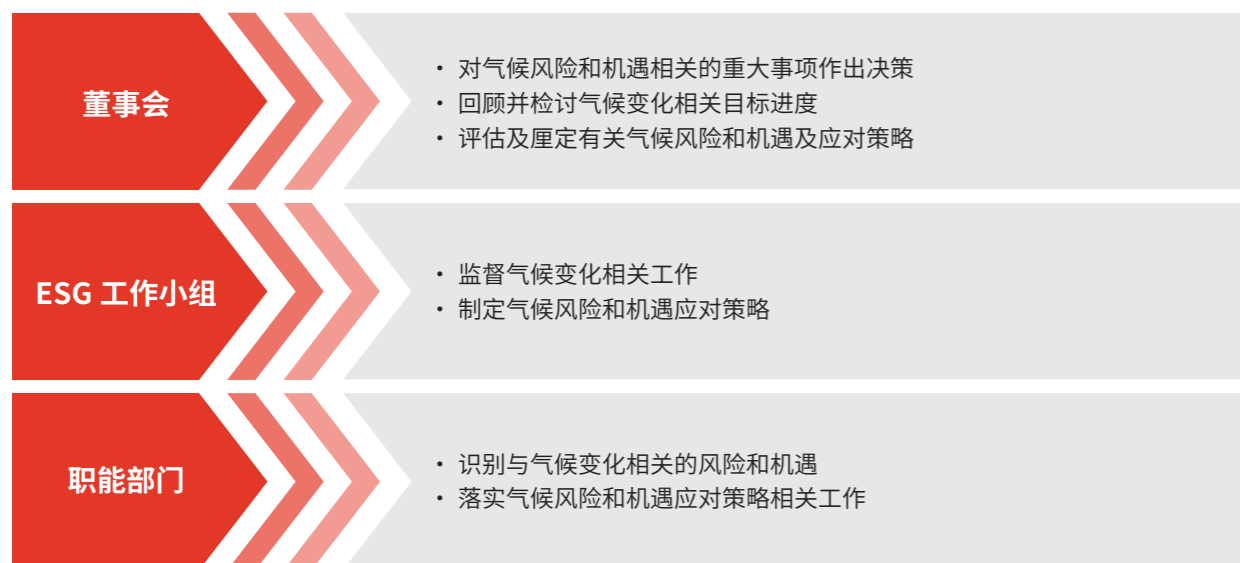 董事会
• 对气候风险和机遇相关的重大事项作出决策
• 回顾并检讨气候变化相关目标进度
• 评估及厘定有关气候风险和机遇及应对策略
ESG 工作小组
• 监督气候变化相关工作
• 制定气候风险和机遇应对策略
职能部门
• 识别与气候变化相关的风险和机遇
• 落实气候风险和机遇应对策略相关工作